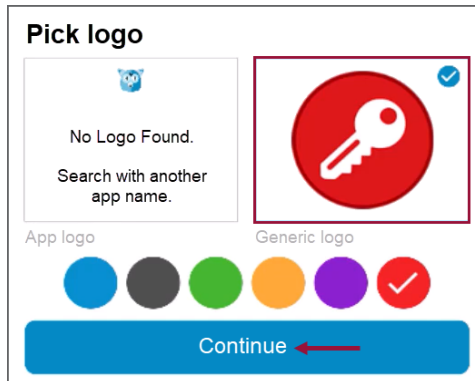 Pick logo
No Logo Found.
Search with another
app name.
App logo
Generic logo
Continue